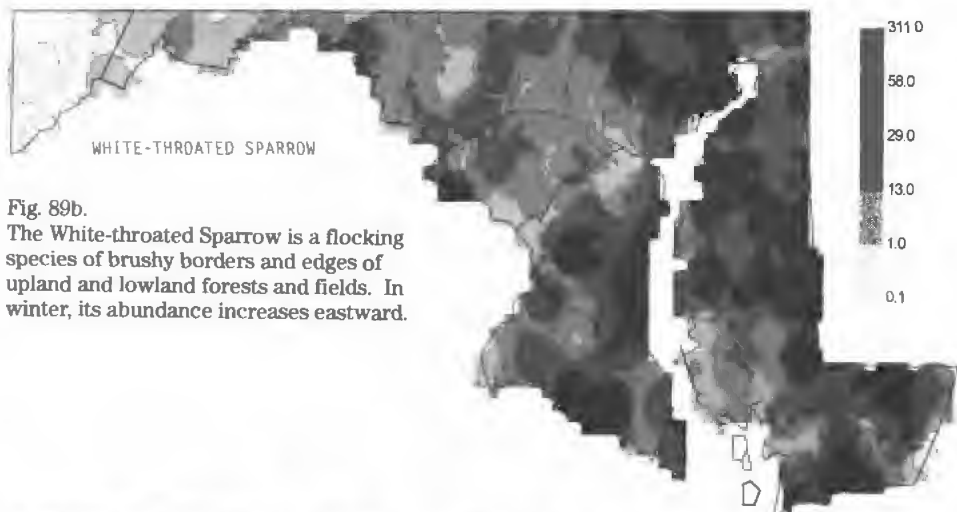 WHITE-THROATED SPARROW
Fig. 89b.
The White-throated Sparrow is a flocking
species of brushy borders and edges of
upland and lowland forests and fields. In
winter, its abundance increases eastward.
311.0
58.0
29.0
13.0
1.0
0.1